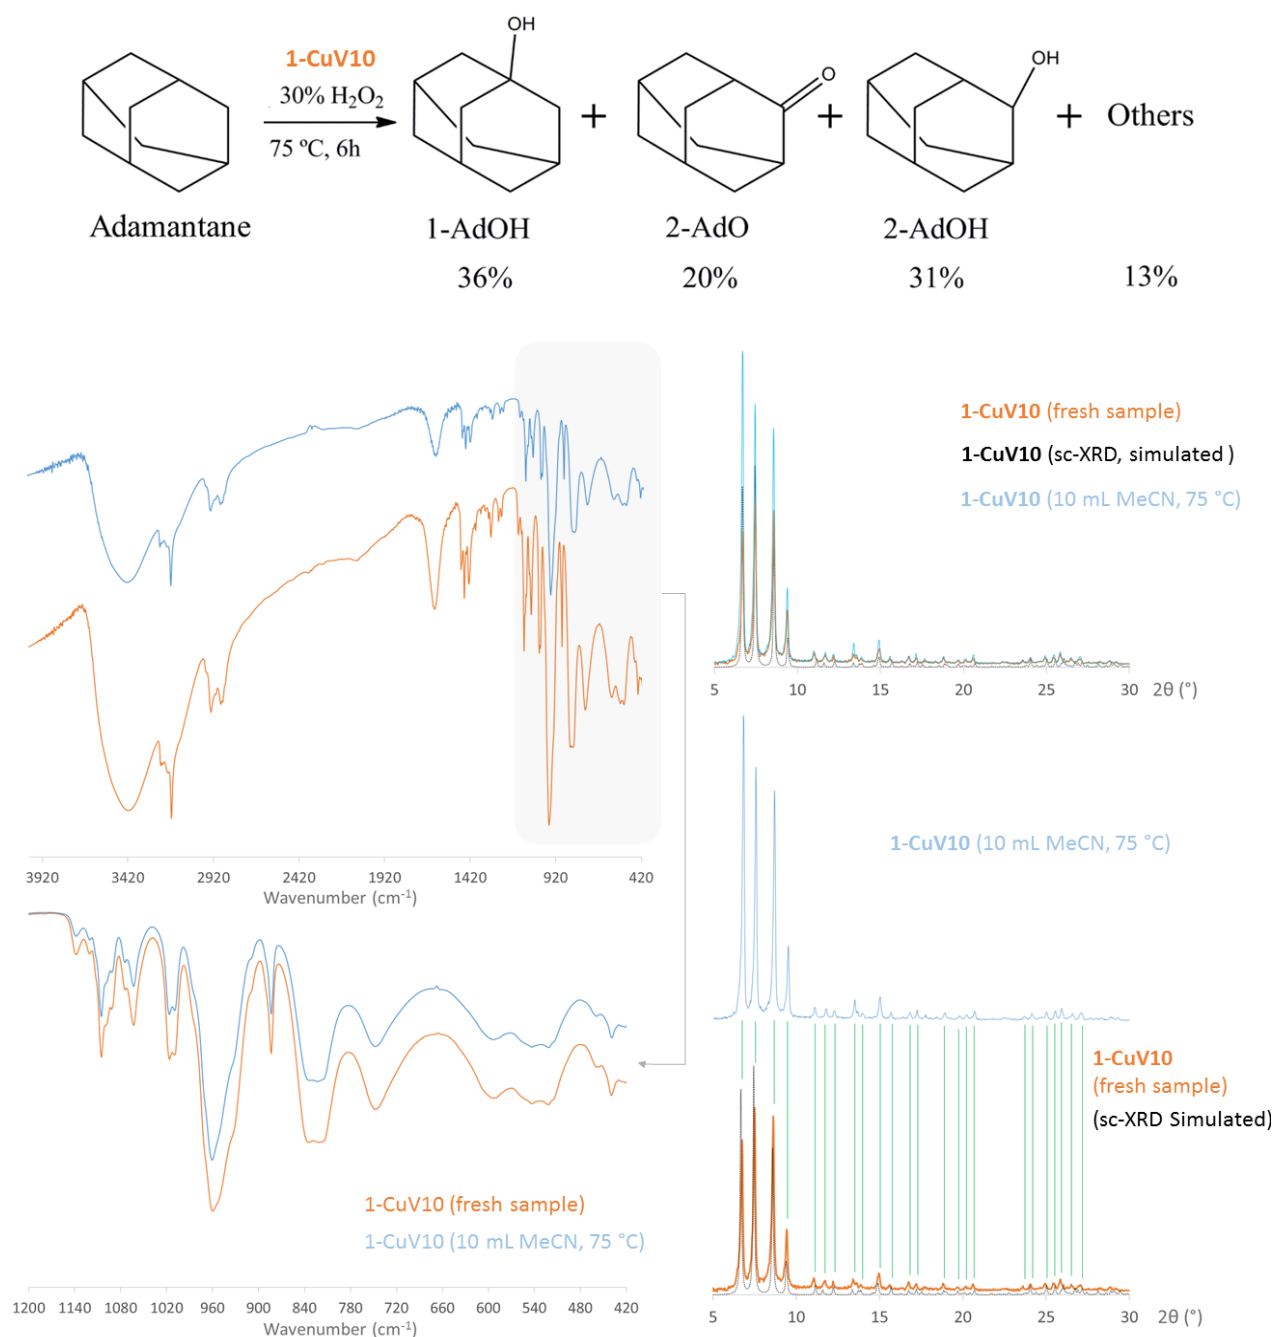 OH
1-CuV10
30% H₂O₂
75 ºC, 6h
O
OH
+
+
+
Others
Adamantane
1-AdOH
2-AdO
2-AdOH
36%
20%
31%
13%
1-CuV10 (fresh sample)
1-CuV10 (sc-XRD, simulated )
1-CuV10 (10 mL MeCN, 75 °C)
5 10 15 20 25 30 2θ (°)
3920 3420 2920 2420 1920 1420 920 420
Wavenumber (cm⁻¹)
1-CuV10 (10 mL MeCN, 75 °C)
1-CuV10
(fresh sample)
(sc-XRD Simulated)
1-CuV10 (fresh sample)
1-CuV10 (10 mL MeCN, 75 °C)
1200 1140 1080 1020 960 900 840 780 720 660 600 540 480 420
Wavenumber (cm⁻¹)
5 10 15 20 25 30 2θ (°)